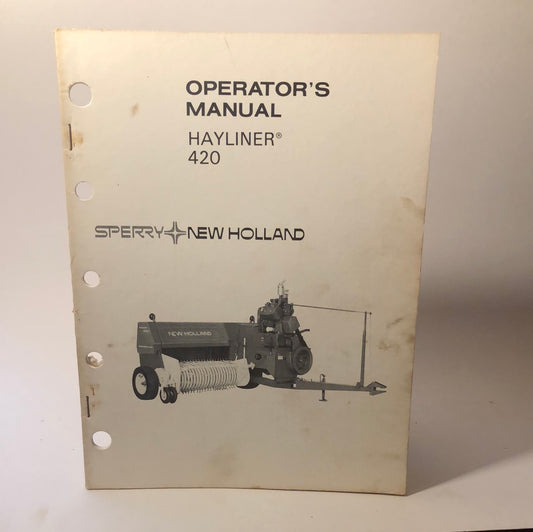 OPERATOR'S
MANUAL
HAYLINER®
420
SPERRY NEW HOLLAND
NEW HOLLAND